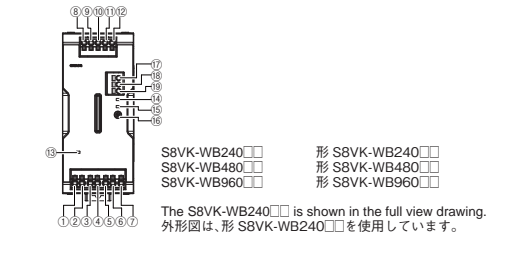 ⑧⑨⑩⑪⑫
⑰
⑱
⑲
⑭
⑮
⑯
⑬
①②③④⑤⑥⑦
S8VK-WB240□□
S8VK-WB480□□
S8VK-WB960□□
形 S8VK-WB240□□
形 S8VK-WB480□□
形 S8VK-WB960□□
The S8VK-WB240□□ is shown in the full view drawing.
外形図は、形 S8VK-WB240□□を使用しています。